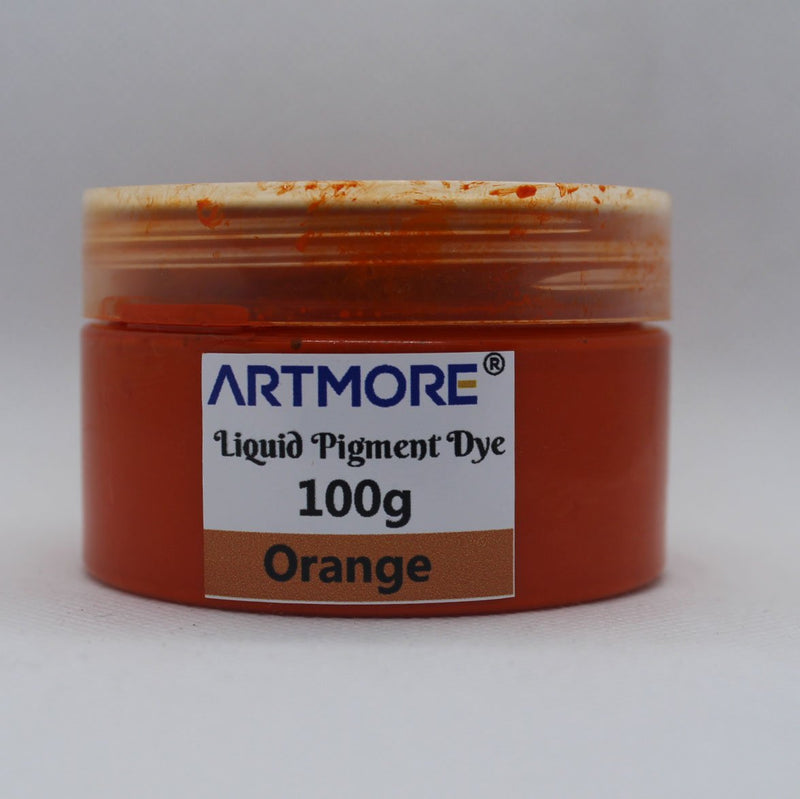 ARTMORE®
Liquid Pigment Dye
100g
Orange